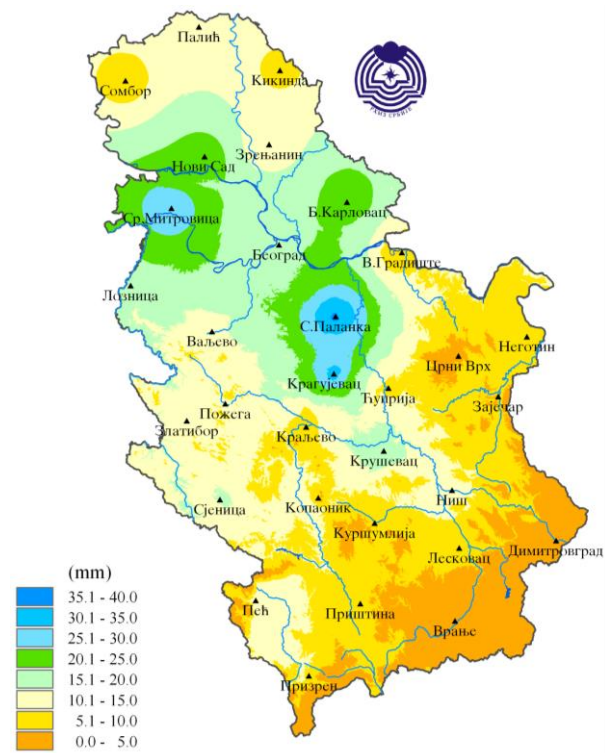 Палић
Кикинда
Сомбор
РХМЗ СРБИЈЕ
Зрењанин
Нови Сад
Б.Карловац
Ср.Митровица
Београд
В.Градиште
Лозница
С.Паланка
Ваљево
Неготин
Црни Врх
Крагујевац
Ћуприја
Зајечар
Пожега
Златибор
Краљево
Крушевац
Ниш
Сјеница
Копаоник
Куршумлија
Димитровград
Лесковац
Пећ
Приштина
Врање
Призрен
(mm)
35.1 - 40.0
30.1 - 35.0
25.1 - 30.0
20.1 - 25.0
15.1 - 20.0
10.1 - 15.0
5.1 - 10.0
0.0 - 5.0